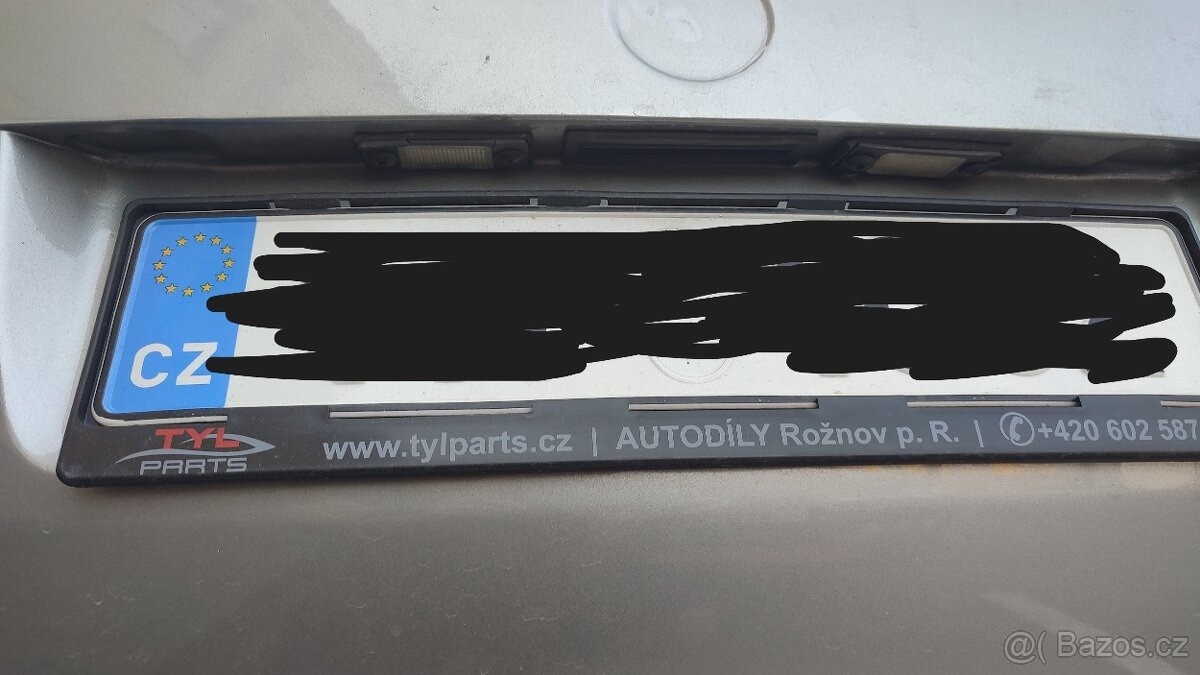 CZ
TYL
PARTS
www.tylparts.cz | AUTODÍLY Rožnov p. R. | +420 602 587
@( Bazos.cz